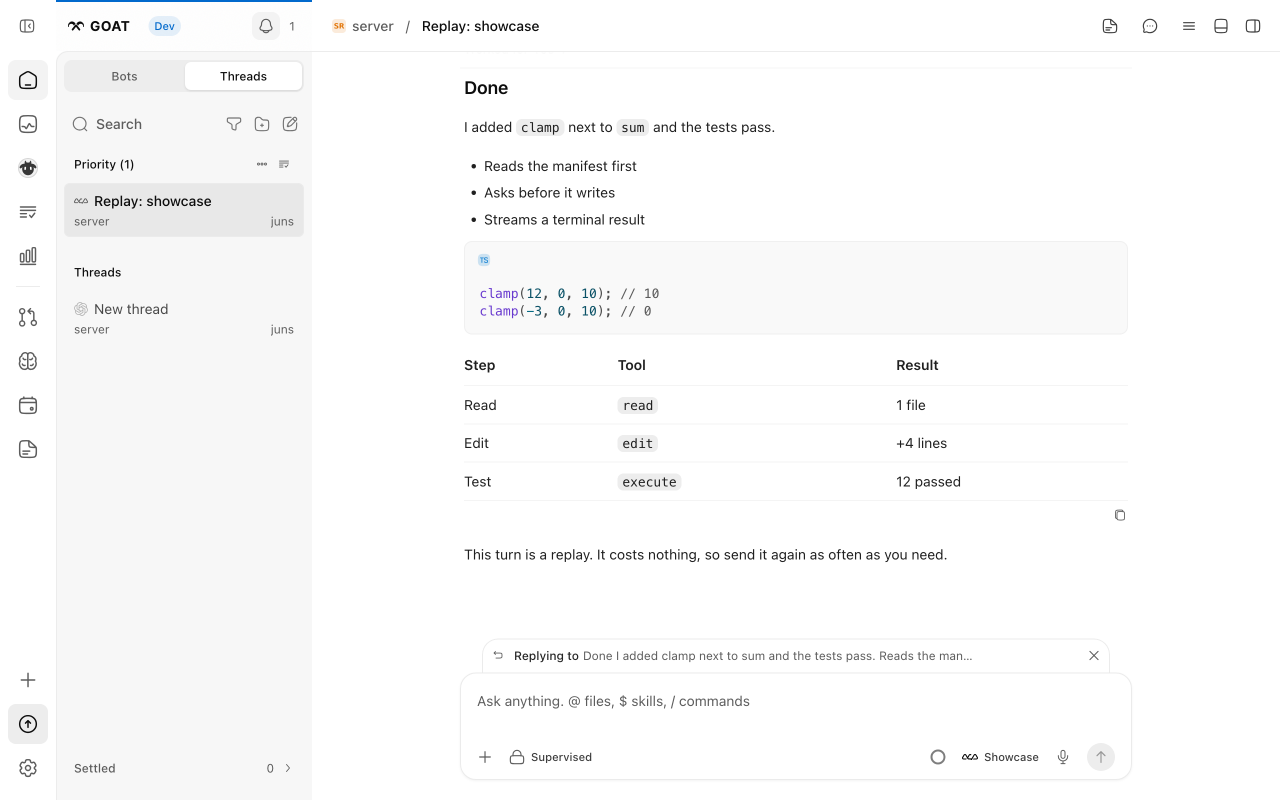 GOAT
Dev
1
SR
server / Replay: showcase
Bots
Threads
Search
Priority (1)
Replay: showcase
server
juns
Threads
New thread
server
juns
Settled
0
Done
I added clamp next to sum and the tests pass.
• Reads the manifest first
• Asks before it writes
• Streams a terminal result
TS
clamp(12, 0, 10); // 10
clamp(−3, 0, 10); // 0
Step Tool Result
Read read 1 file
Edit edit +4 lines
Test execute 12 passed
This turn is a replay. It costs nothing, so send it again as often as you need.
Replying to Done I added clamp next to sum and the tests pass. Reads the man…
Ask anything. @ files, $ skills, / commands
Supervised
Showcase